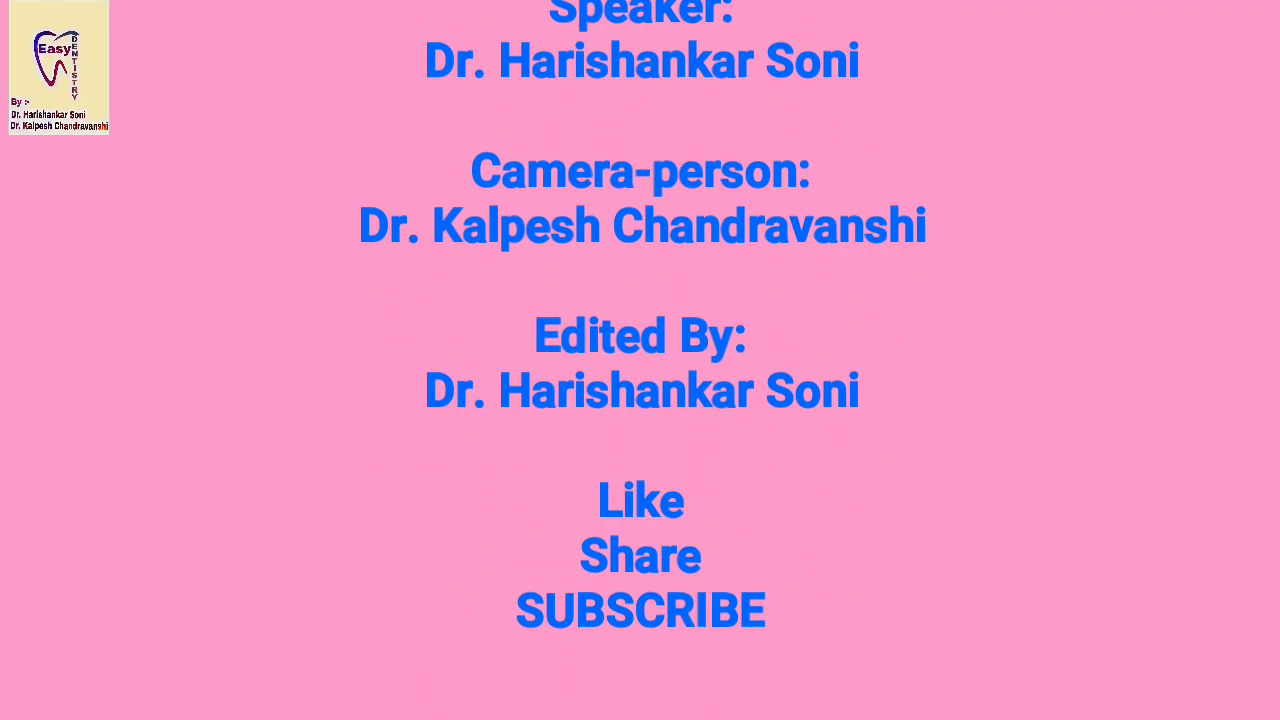 Easy
DENTISTRY
By :-
Dr. Harishankar Soni
Dr. Kalpesh Chandravanshi
Speaker:
Dr. Harishankar Soni
Camera-person:
Dr. Kalpesh Chandravanshi
Edited By:
Dr. Harishankar Soni
Like
Share
SUBSCRIBE